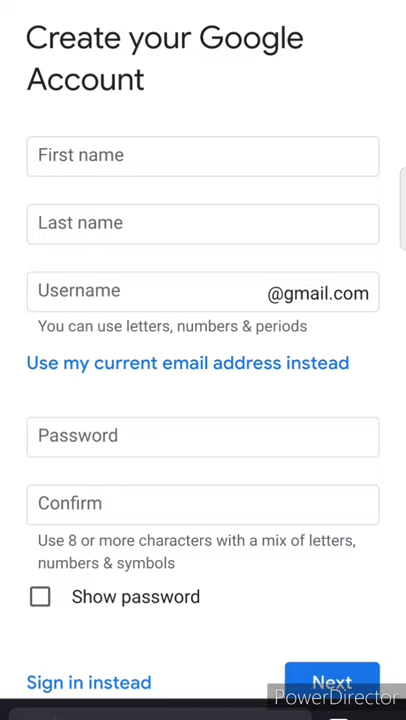 Create your Google
Account
First name
Last name
Username
@gmail.com
You can use letters, numbers & periods
Use my current email address instead
Password
Confirm
Use 8 or more characters with a mix of letters,
numbers & symbols
Show password
Sign in instead
Next
PowerDirector